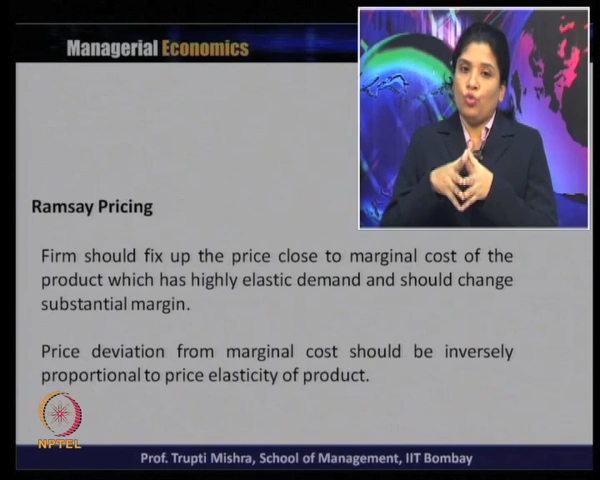 Managerial Economics
Ramsay Pricing
Firm should fix up the price close to marginal cost of the
product which has highly elastic demand and should change
substantial margin.
Price deviation from marginal cost should be inversely
proportional to price elasticity of product.
NPTEL
Prof. Trupti Mishra, School of Management, IIT Bombay